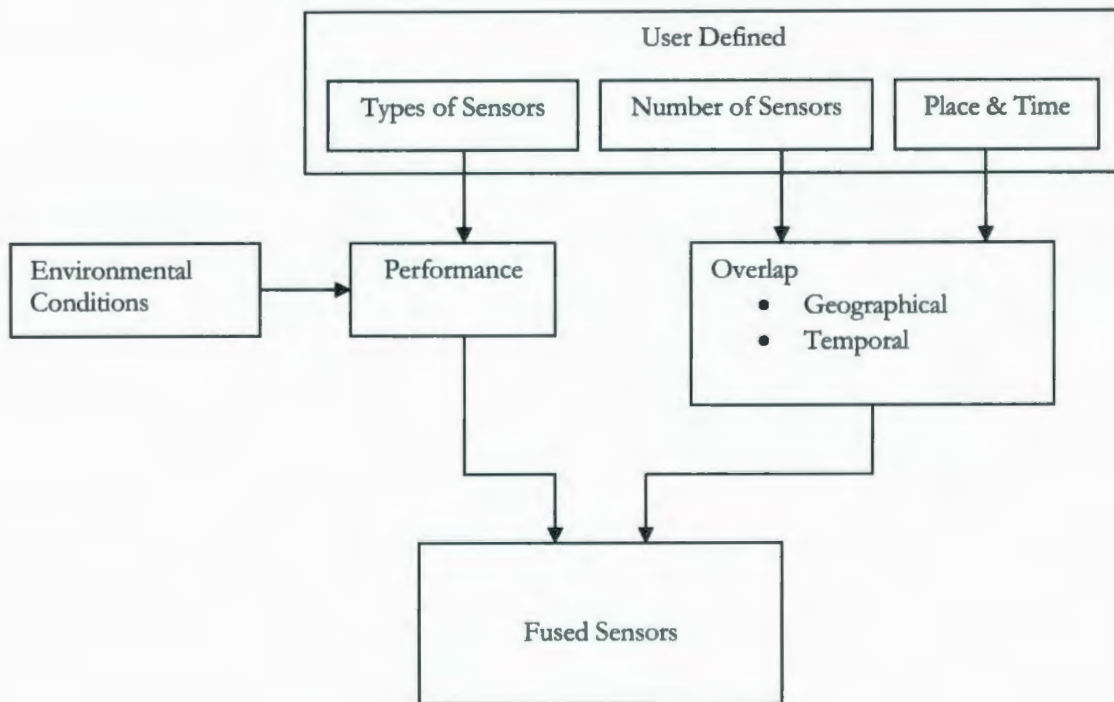 User Defined
Types of Sensors
Number of Sensors
Place & Time
Environmental
Conditions
Performance
Overlap
• Geographical
• Temporal
Fused Sensors